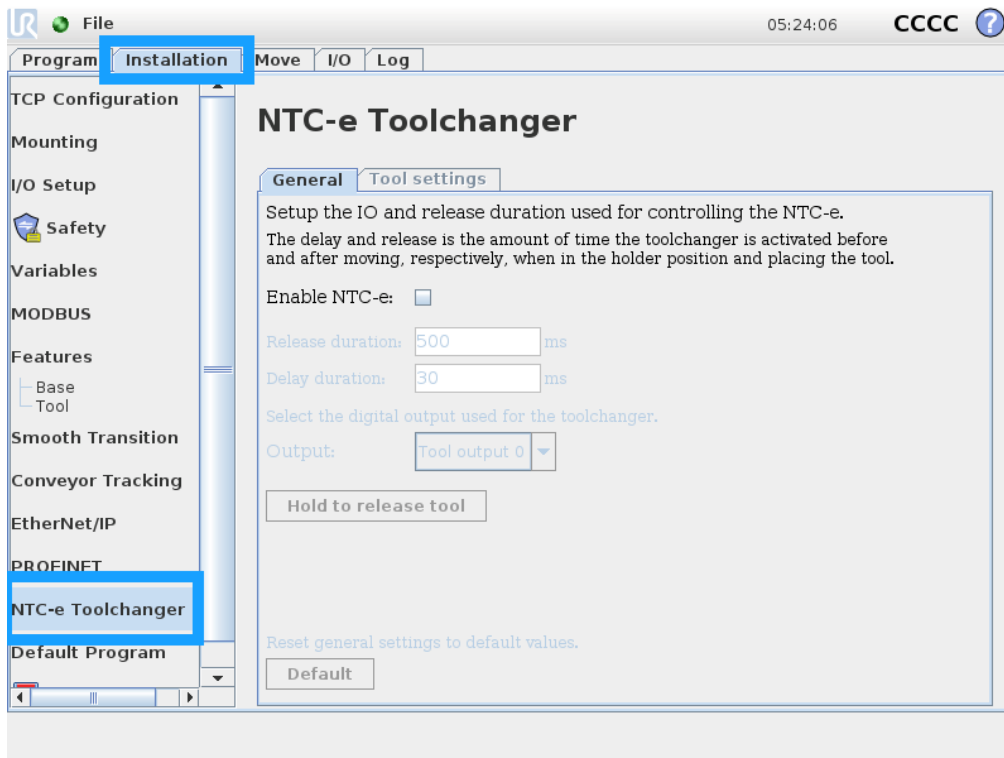 UR File 05:24:06 CCCC ?
Program Installation Move I/O Log
TCP Configuration
Mounting
I/O Setup
Safety
Variables
MODBUS
Features
Base
Tool
Smooth Transition
Conveyor Tracking
EtherNet/IP
PROFINET
NTC-e Toolchanger
Default Program
NTC-e Toolchanger
General Tool settings
Setup the IO and release duration used for controlling the NTC-e.
The delay and release is the amount of time the toolchanger is activated before
and after moving, respectively, when in the holder position and placing the tool.
Enable NTC-e:
Release duration: 500 ms
Delay duration: 30 ms
Select the digital output used for the toolchanger.
Output: Tool output 0
Hold to release tool
Reset general settings to default values.
Default